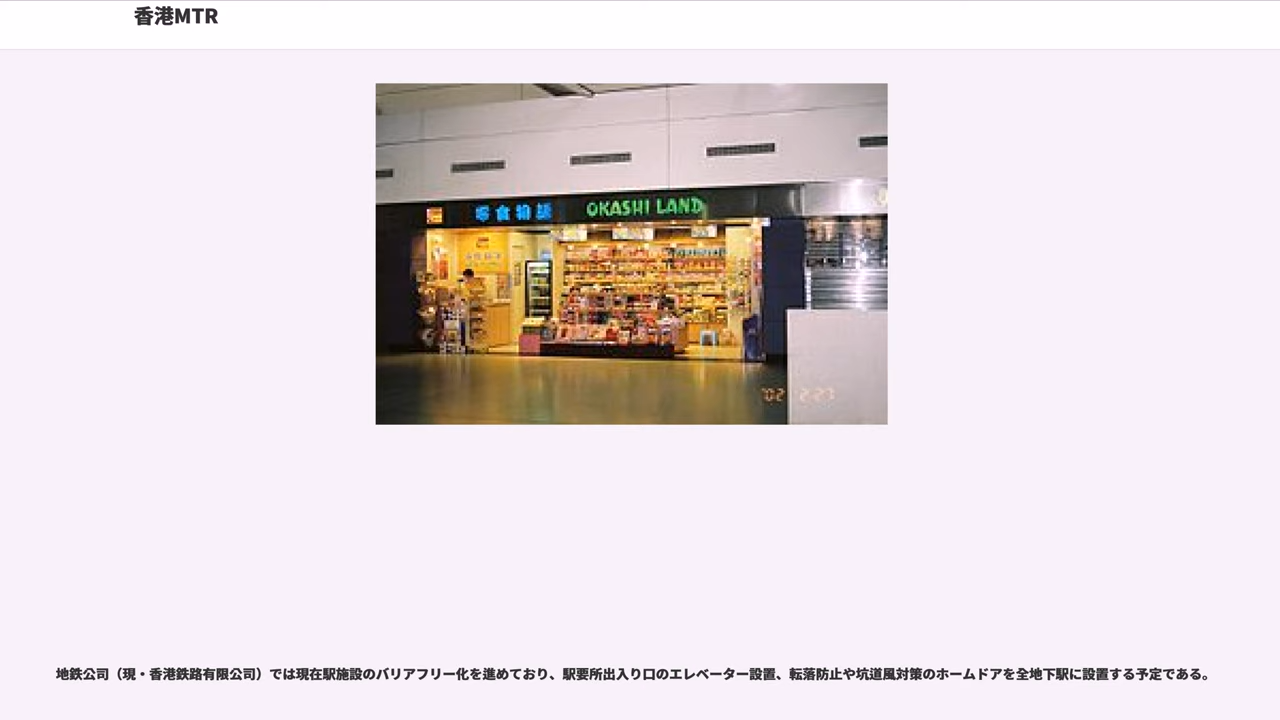 香港MTR
零食物語 OKASHI LAND
'02 12 27
地鉄公司（現・香港鉄路有限公司）では現在駅施設のバリアフリー化を進めており、駅要所出入り口のエレベーター設置、転落防止や坑道風対策のホームドアを全地下駅に設置する予定である。